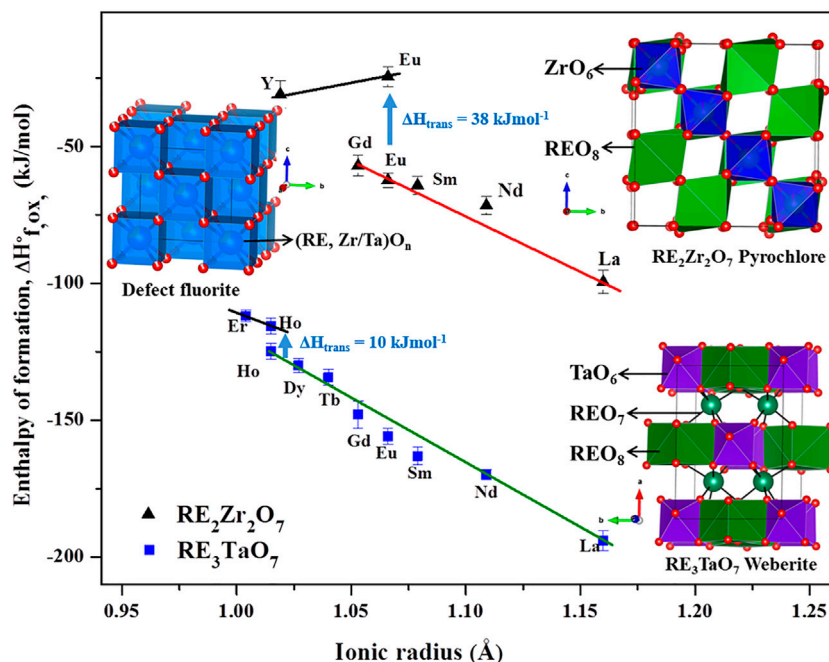 Enthalpy of formation, ΔH°f,ox, (kJ/mol)
-50
-100
-150
-200
0.95
1.00
1.05
1.10
1.15
1.20
1.25
Ionic radius (Å)
Y
Eu
ΔHtrans = 38 kJmol-1
Gd
Eu
Sm
Nd
La
c
b
(RE, Zr/Ta)On
Defect fluorite
ZrO6
REO8
c
b
RE2Zr2O7 Pyrochlore
Er
Ho
ΔHtrans = 10 kJmol-1
Ho
Dy
Tb
Gd
Eu
Sm
Nd
La
TaO6
REO7
REO8
a
b
RE3TaO7 Weberite
RE2Zr2O7
RE3TaO7